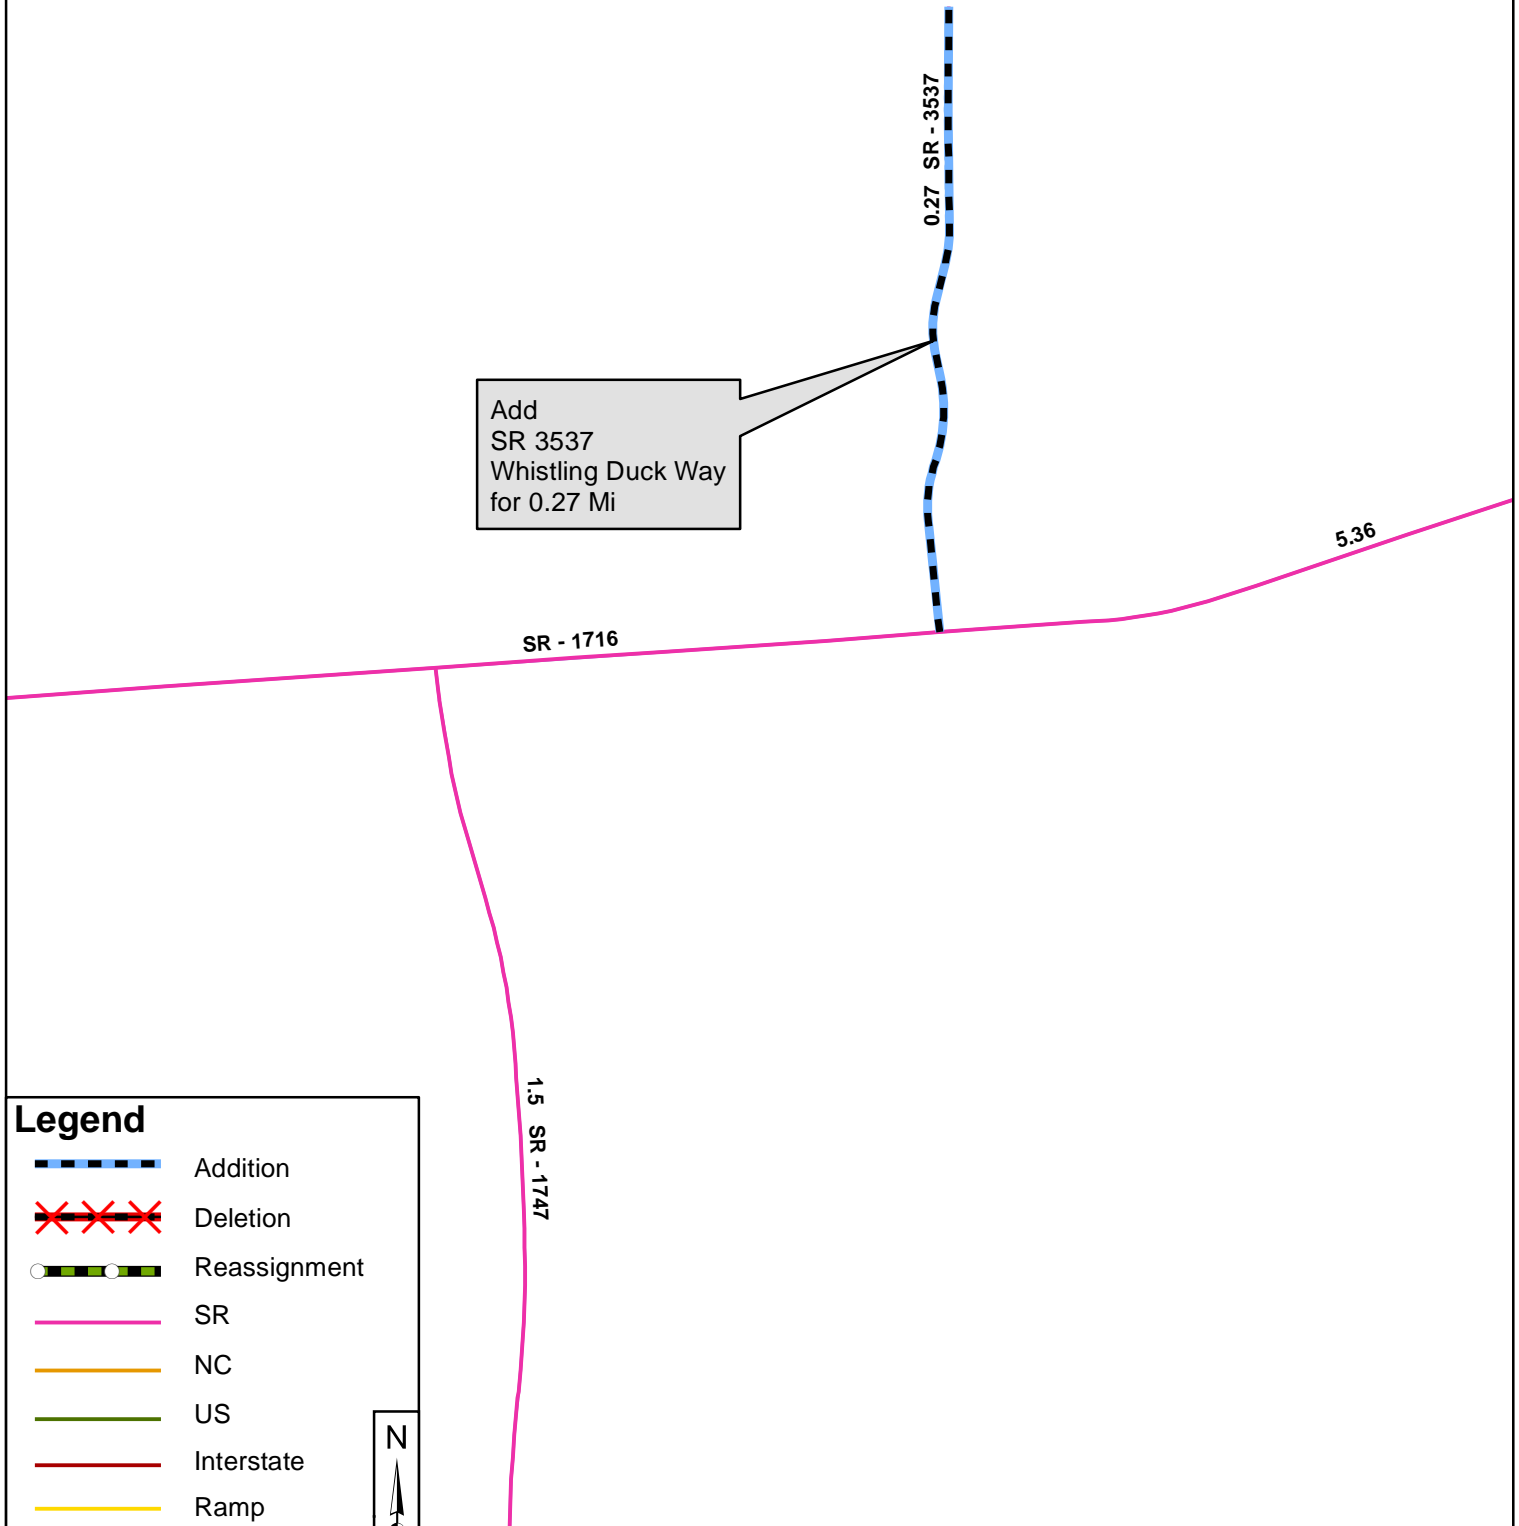 0.27 SR - 3537
Add
SR 3537
Whistling Duck Way
for 0.27 Mi
5.36
SR - 1716
1.5 SR - 1747
Legend
Addition
Deletion
Reassignment
SR
NC
US
Interstate
Ramp
N